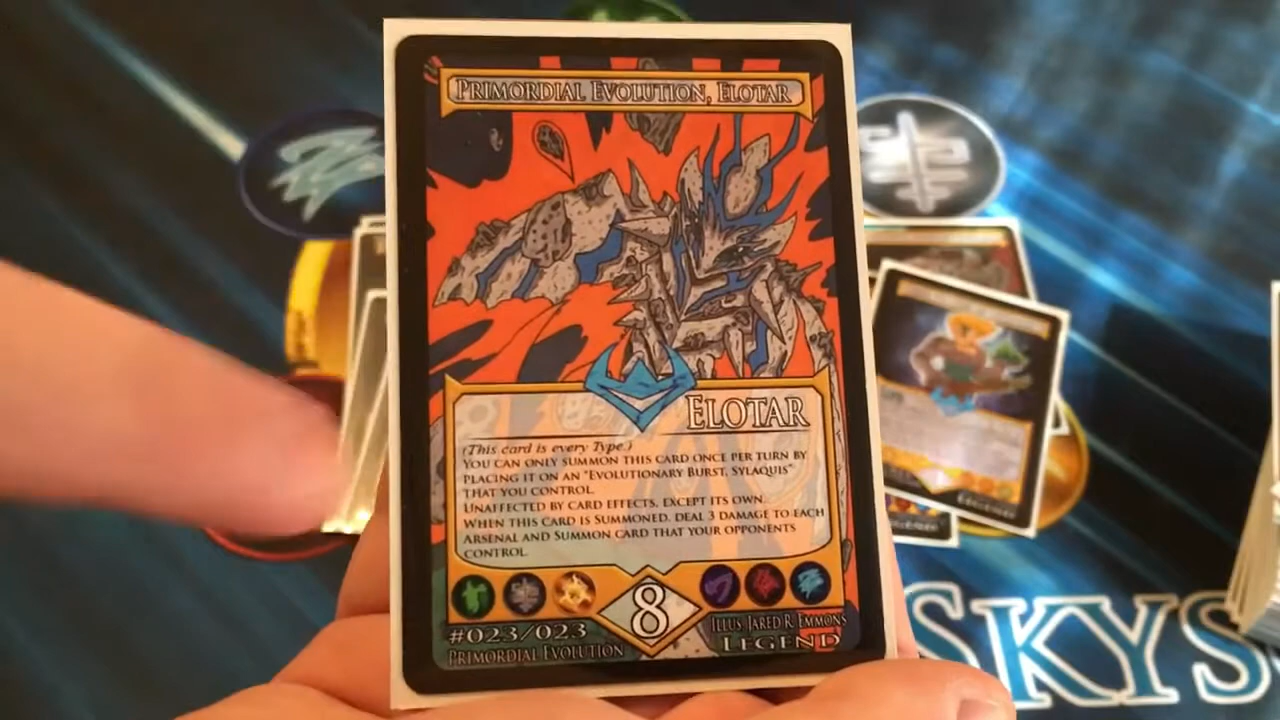 PRIMORDIAL EVOLUTION, ELOTAR
ELOTAR
(This card is every Type.)
YOU CAN ONLY SUMMON THIS CARD ONCE PER TURN BY
PLACING IT ON AN "EVOLUTIONARY BURST, SYLAQUIS"
THAT YOU CONTROL.
UNAFFECTED BY CARD EFFECTS, EXCEPT ITS OWN.
WHEN THIS CARD IS SUMMONED, DEAL 3 DAMAGE TO EACH
ARSENAL AND SUMMON CARD THAT YOUR OPPONENTS
CONTROL.
8
#023/023
ILLUS. JARED R. EMMONS
PRIMORDIAL EVOLUTION
LEGEND
LEGEND
SKYS